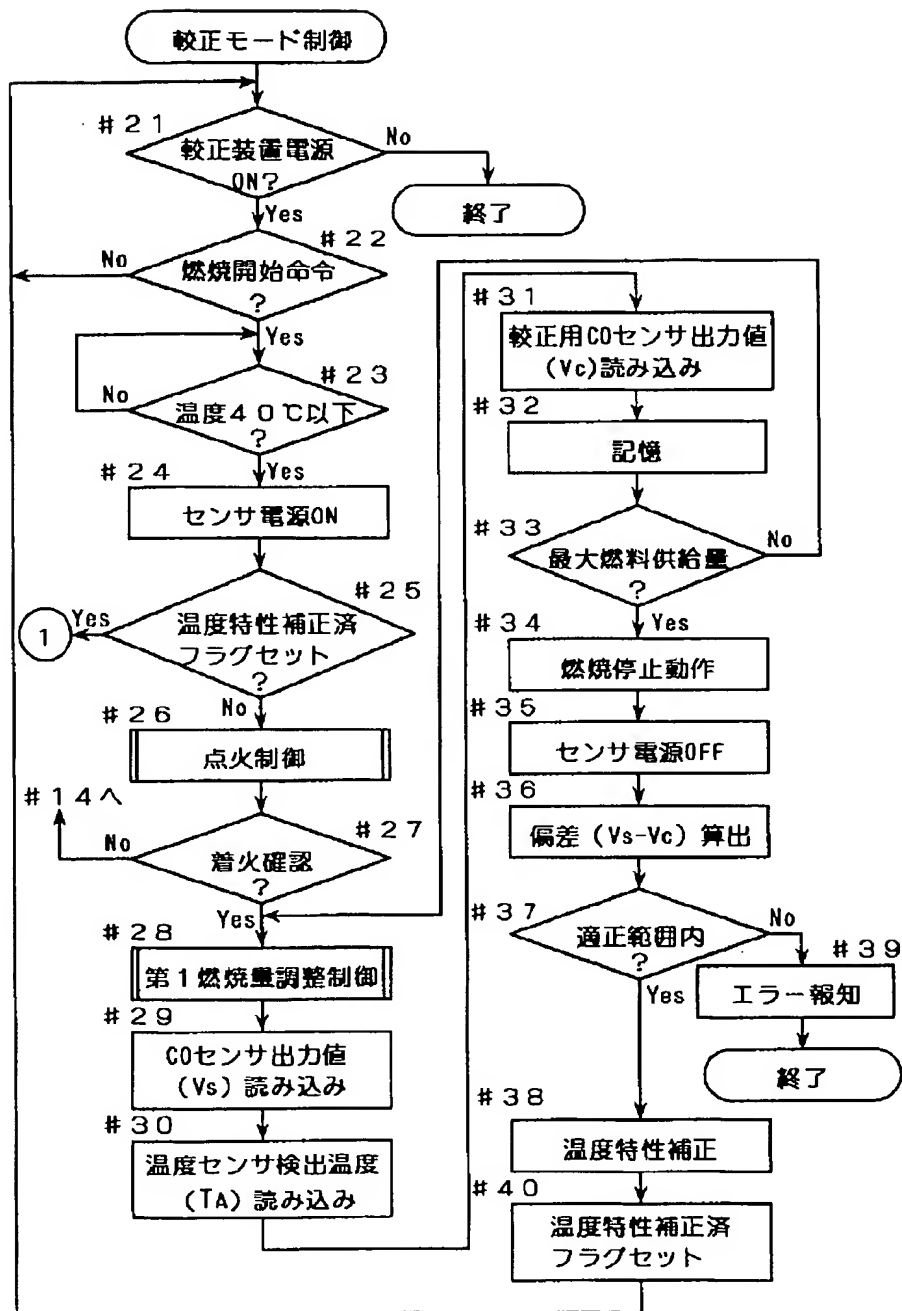 較正モード制御
#21
較正装置電源
ON?
No
終了
Yes
#22
燃焼開始命令
?
No
Yes
#23
温度40℃以下
?
No
Yes
#24
センサ電源ON
#25
温度特性補正済
フラグセット
?
Yes
1
No
#26
点火制御
#14へ
#27
着火確認
?
No
Yes
#28
第1燃焼量調整制御
#29
COセンサ出力値
(Vs)読み込み
#30
温度センサ検出温度
(TA)読み込み
#31
較正用COセンサ出力値
(Vc)読み込み
#32
記憶
#33
最大燃料供給量
?
No
Yes
#34
燃焼停止動作
#35
センサ電源OFF
#36
偏差(Vs-Vc)算出
#37
適正範囲内
?
No
#39
エラー報知
終了
Yes
#38
温度特性補正
#40
温度特性補正済
フラグセット